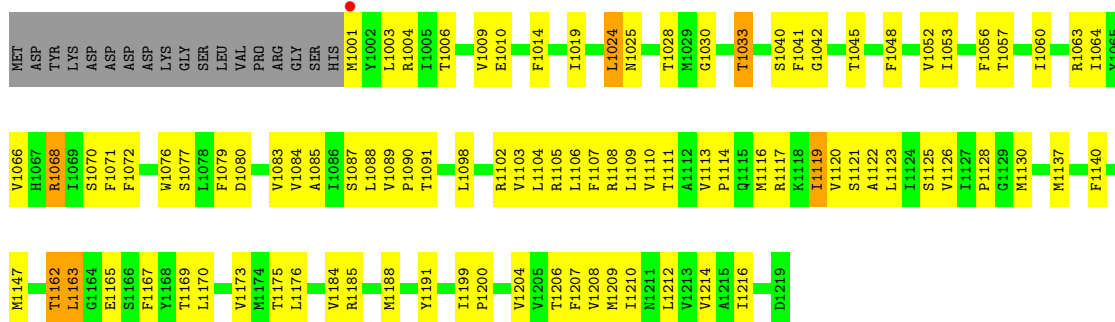 MET ASP TYR LYS ASP ASP ASP ASP LYS GLY SER LEU VAL PRO ARG GLY SER HIS M1001 Y1002 L1003 R1004 I1005 T1006 V1009 E1010 F1014 I1019 L1024 N1025 T1028 M1029 G1030 T1033 S1040 F1041 G1042 T1045 F1048 V1052 I1053 F1056 T1057 I1060 R1063 I1064 Y1065
V1066 H1067 R1068 I1069 S1070 F1071 F1072 W1076 S1077 L1078 F1079 D1080 V1083 V1084 A1085 I1086 S1087 L1088 V1089 P1090 T1091 L1098 R1102 V1103 L1104 R1105 L1106 F1107 R1108 L1109 V1110 T1111 A1112 V1113 P1114 Q1115 M1116 R1117 K1118 I1119 V1120 S1121 A1122 L1123 I1124 S1125 V1126 I1127 P1128 G1129 M1130 M1137 F1140
M1147 T1162 L1163 G1164 E1165 S1166 F1167 Y1168 T1169 L1170 V1173 M1174 T1175 L1176 V1184 R1185 M1188 Y1191 I1199 P1200 V1204 V1205 T1206 F1207 V1208 M1209 I1210 N1211 L1212 V1213 V1214 A1215 I1216 D1219